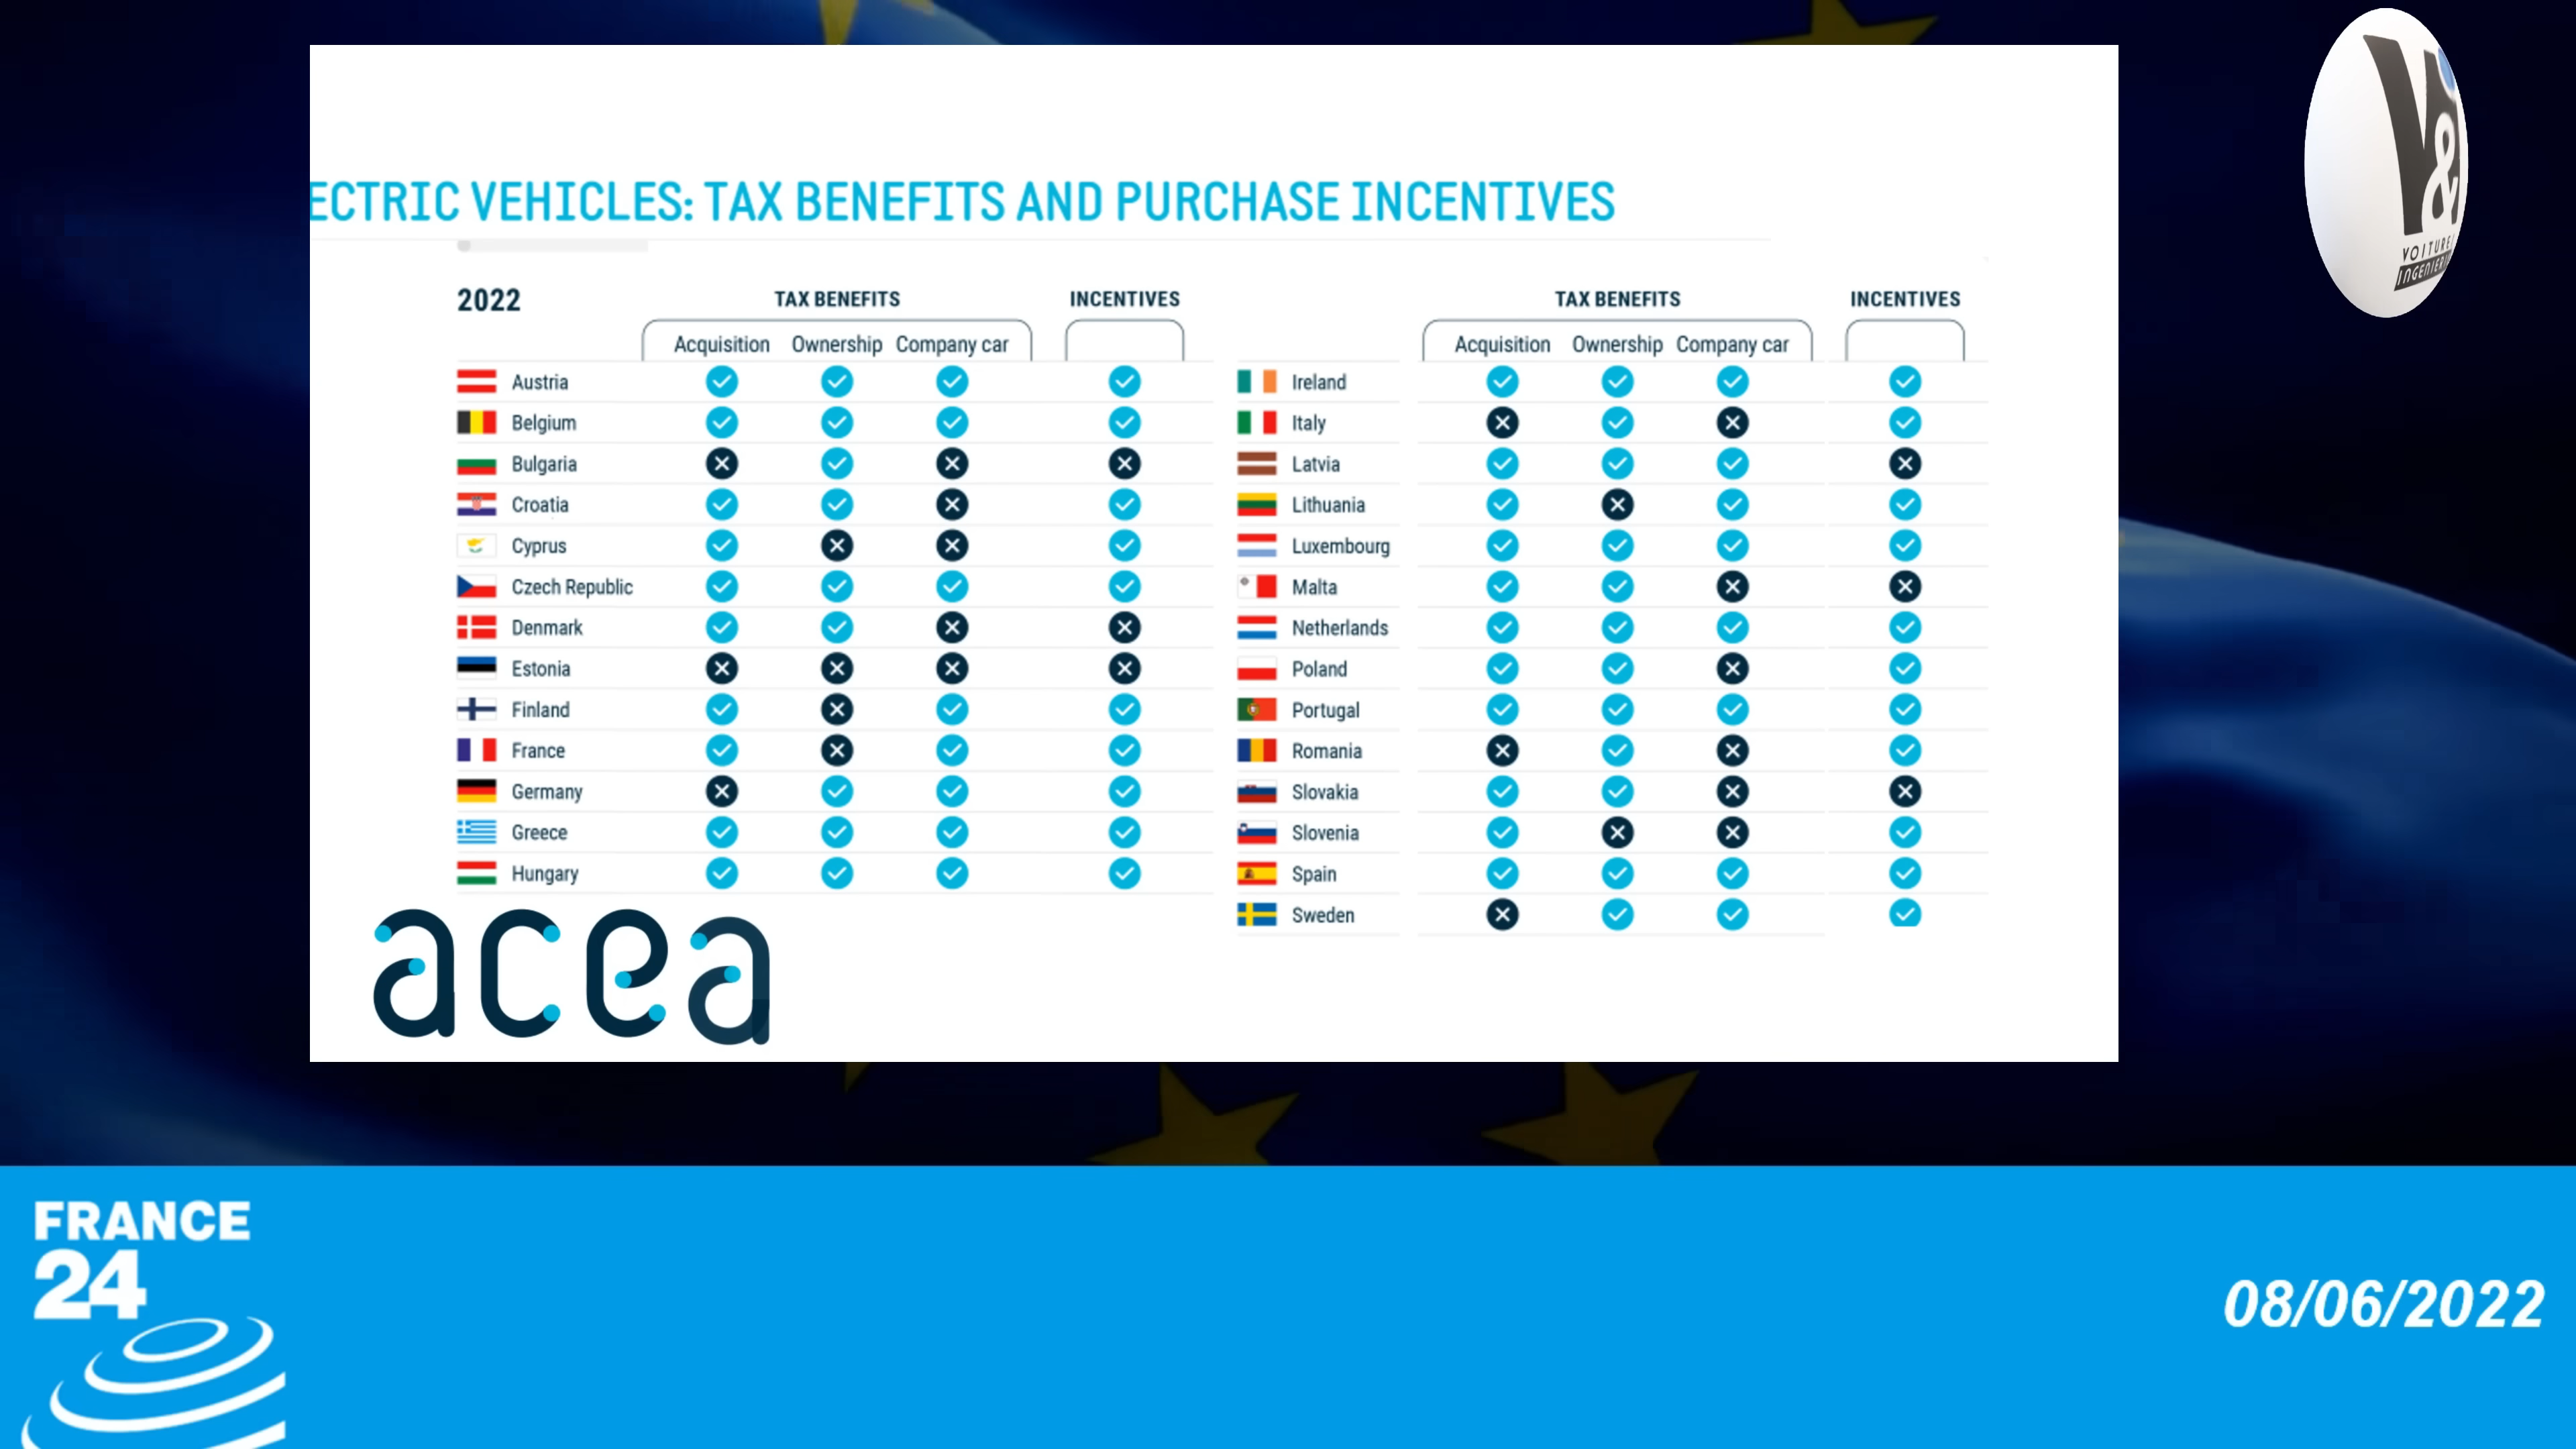 ECTRIC VEHICLES: TAX BENEFITS AND PURCHASE INCENTIVES
2022
TAX BENEFITS
INCENTIVES
Acquisition Ownership Company car
Austria
Belgium
Bulgaria
Croatia
Cyprus
Czech Republic
Denmark
Estonia
Finland
France
Germany
Greece
Hungary
TAX BENEFITS
INCENTIVES
Acquisition Ownership Company car
Ireland
Italy
Latvia
Lithuania
Luxembourg
Malta
Netherlands
Poland
Portugal
Romania
Slovakia
Slovenia
Spain
Sweden
acea
V&
VOITURE
INGENIER
FRANCE
24
08/06/2022